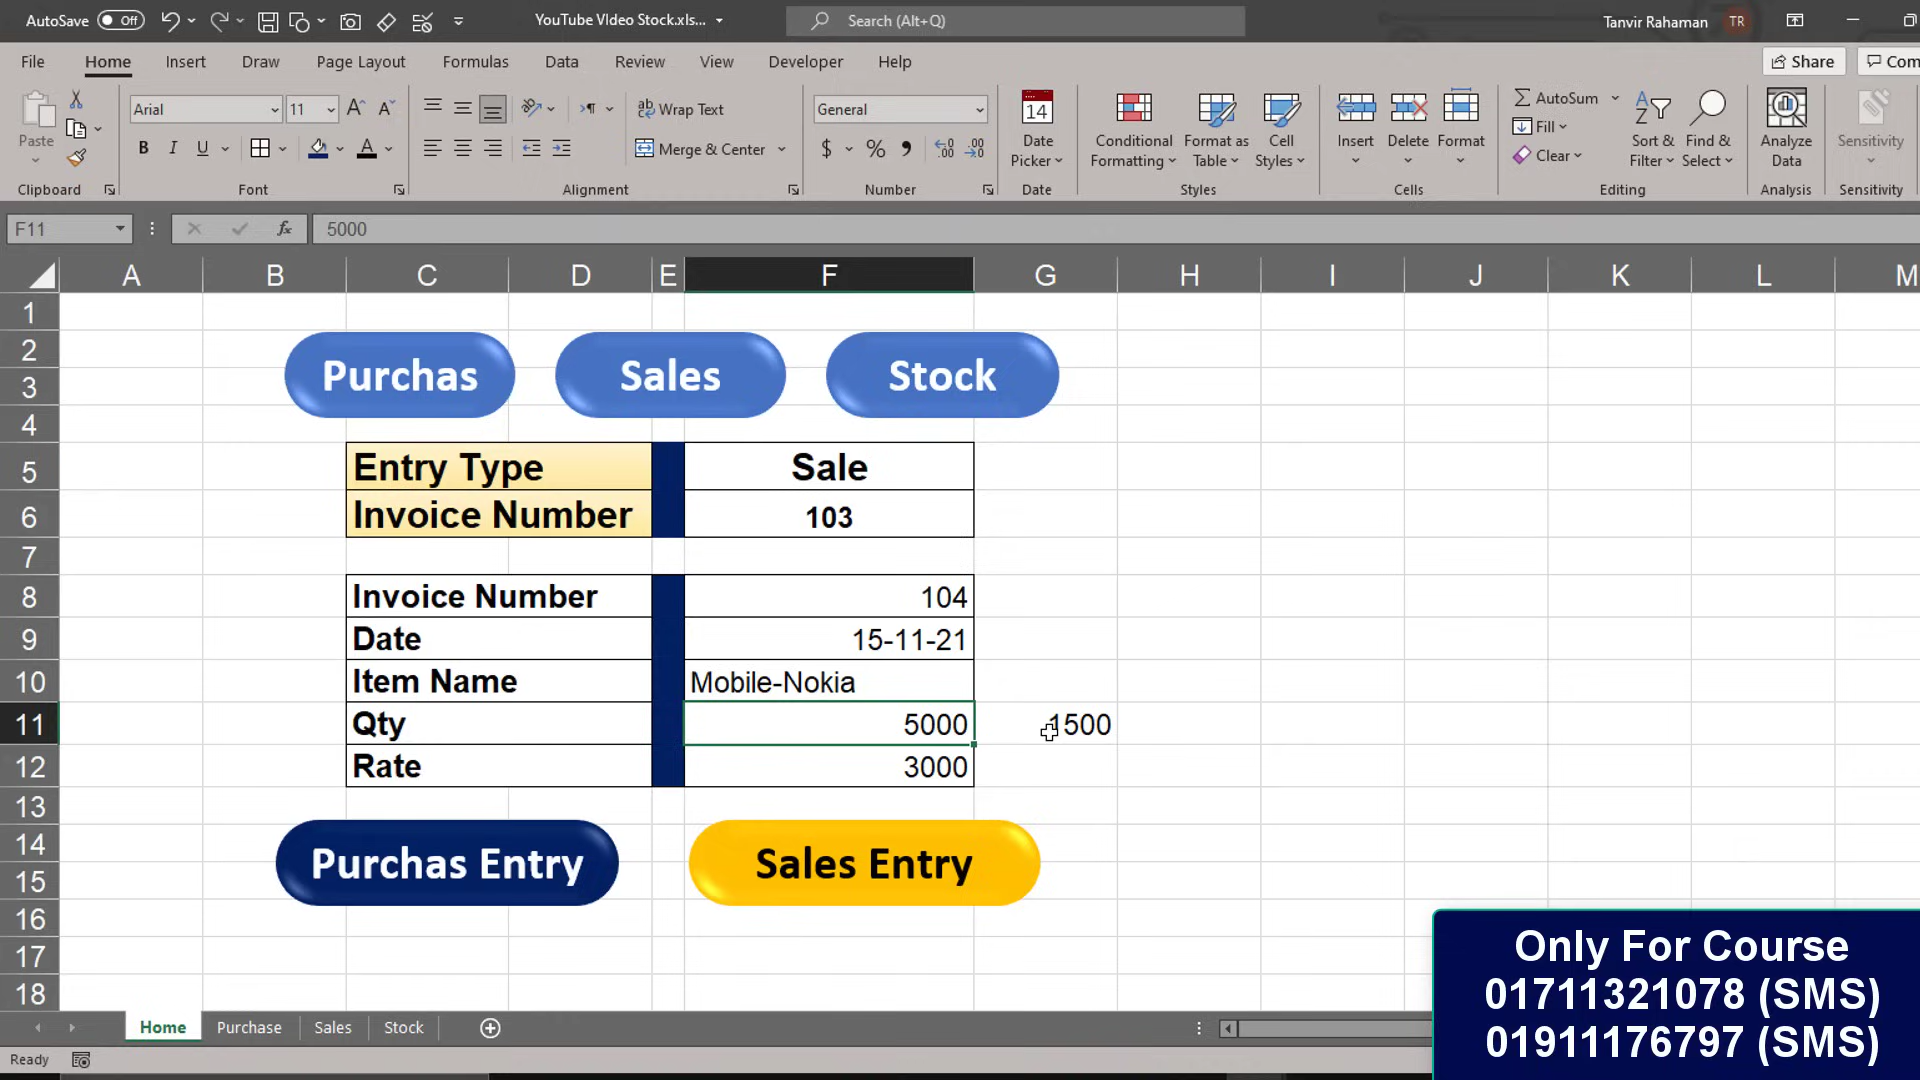 AutoSave Off
YouTube VIdeo Stock.xls...
Search (Alt+Q)
Tanvir Rahaman TR
File Home Insert Draw Page Layout Formulas Data Review View Developer Help Share Com
Paste
Clipboard
Arial 11
B I U
Font
Wrap Text
Merge & Center
Alignment
General
$ %
Number
14
Date Picker
Date
Conditional Formatting
Format as Table
Cell Styles
Styles
Insert
Delete
Format
Cells
AutoSum
Fill
Clear
Sort & Filter
Find & Select
Editing
Analyze Data
Analysis
Sensitivity
Sensitivity
F11 fx 5000
A B C D E F G H I J K L M
1
2
3
Purchas Sales Stock
4
5 Entry Type Sale
6 Invoice Number 103
7
8 Invoice Number 104
9 Date 15-11-21
10 Item Name Mobile-Nokia
11 Qty 5000 1500
12 Rate 3000
13
14
15
Purchas Entry Sales Entry
16
17
18
Only For Course
01711321078 (SMS)
01911176797 (SMS)
Home Purchase Sales Stock
Ready